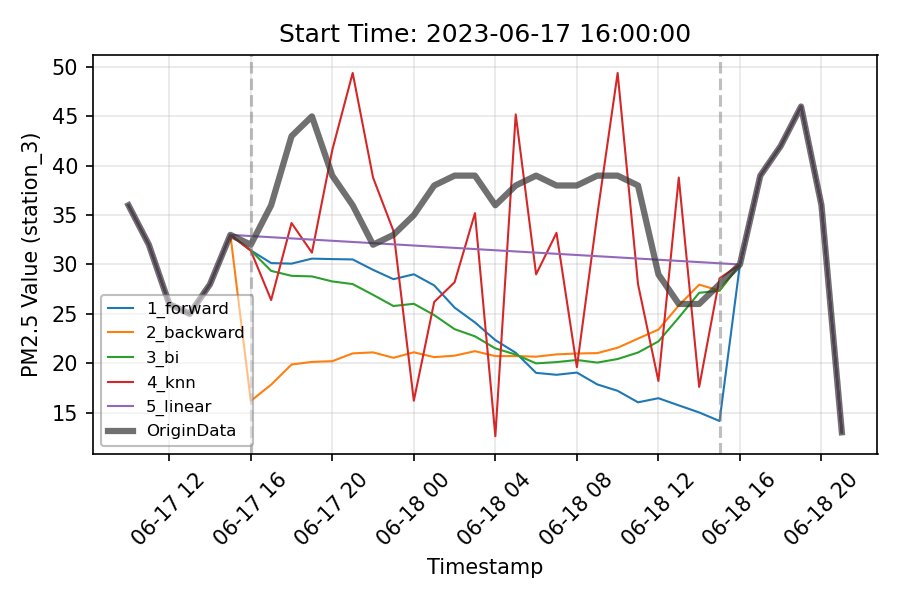 Start Time: 2023-06-17 16:00:00
PM2.5 Value (station_3)
50
45
40
35
30
25
20
15
1_forward
2_backward
3_bi
4_knn
5_linear
OriginData
06-17 12
06-17 16
06-17 20
06-18 00
06-18 04
06-18 08
06-18 12
06-18 16
06-18 20
Timestamp